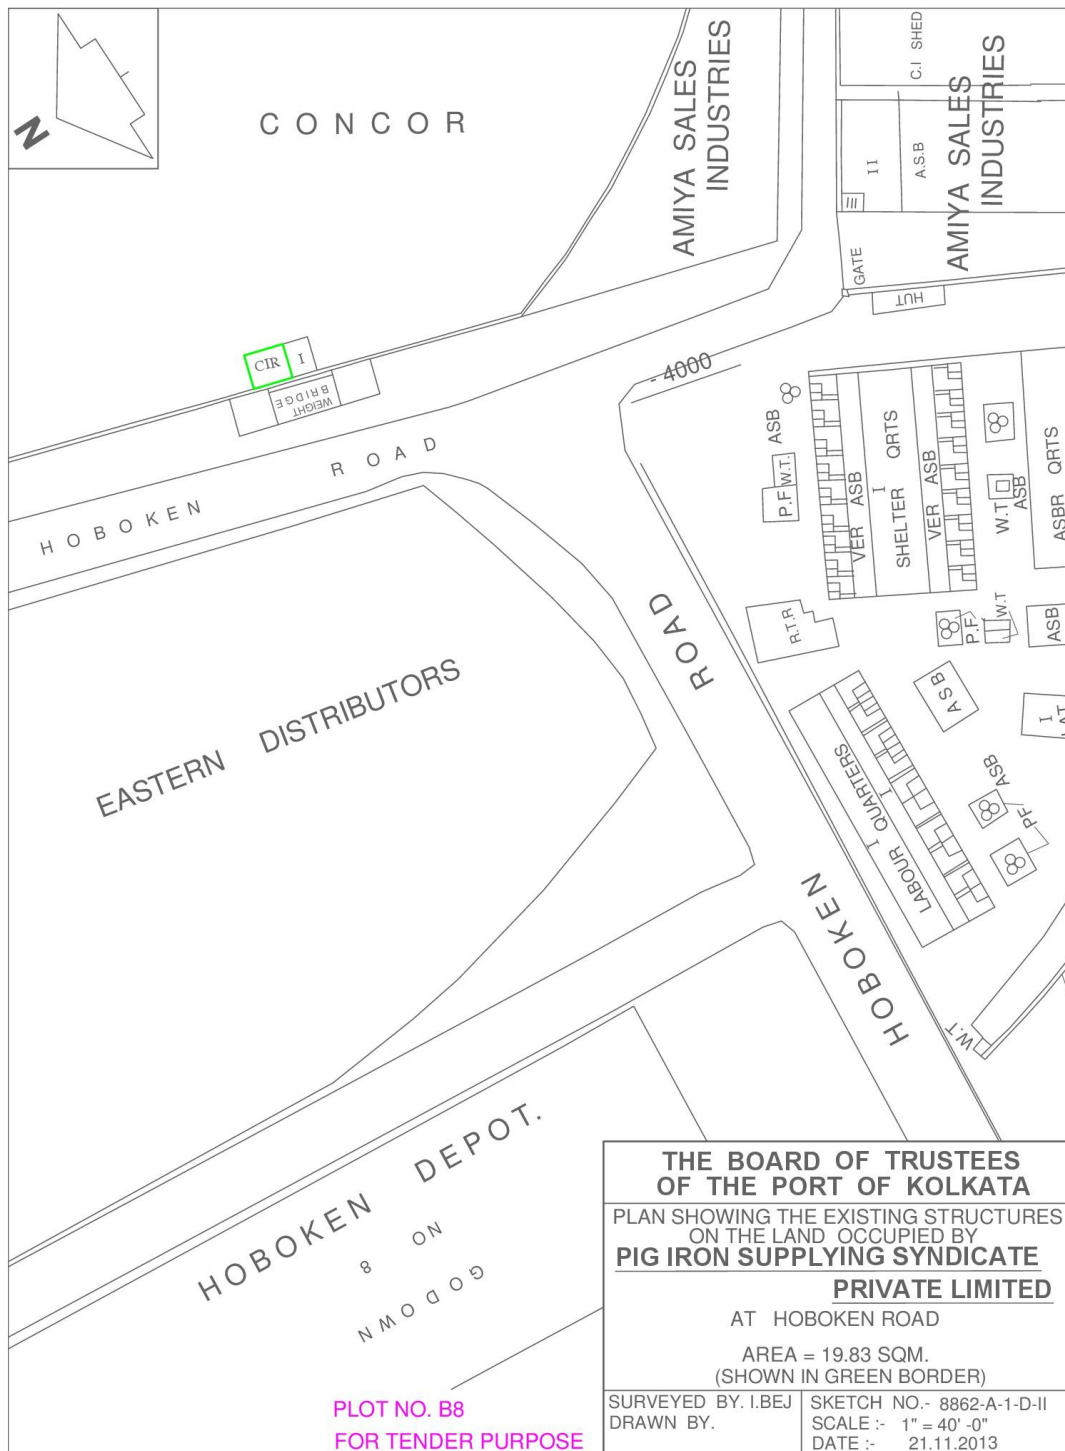 N
CONCOR
AMIYA SALES
INDUSTRIES
C.I SHED
I I
A.S.B
AMIYA SALES
INDUSTRIES
GATE
HUT
CIR
I
WEIGHT
BRIDGE
HOBOKEN ROAD
- 4000
ASB
W.T.
P.F
VER ASB
I
SHELTER QRTS
VER ASB
W.T
ASB
ASBR QRTS
R.T.R
P.F
W.T
ASB
ASB
I
LABOUR QUARTERS
I I
ASB
PF
W.T
HOBOKEN ROAD
EASTERN DISTRIBUTORS
HOBOKEN DEPOT.
GODOWN
NO 8
PLOT NO. B8
FOR TENDER PURPOSE
THE BOARD OF TRUSTEES
OF THE PORT OF KOLKATA
PLAN SHOWING THE EXISTING STRUCTURES
ON THE LAND OCCUPIED BY
PIG IRON SUPPLYING SYNDICATE
PRIVATE LIMITED
AT HOBOKEN ROAD
AREA = 19.83 SQM.
(SHOWN IN GREEN BORDER)
SURVEYED BY. I.BEJ
DRAWN BY.
SKETCH NO.- 8862-A-1-D-II
SCALE :- 1" = 40' -0"
DATE :- 21.11.2013